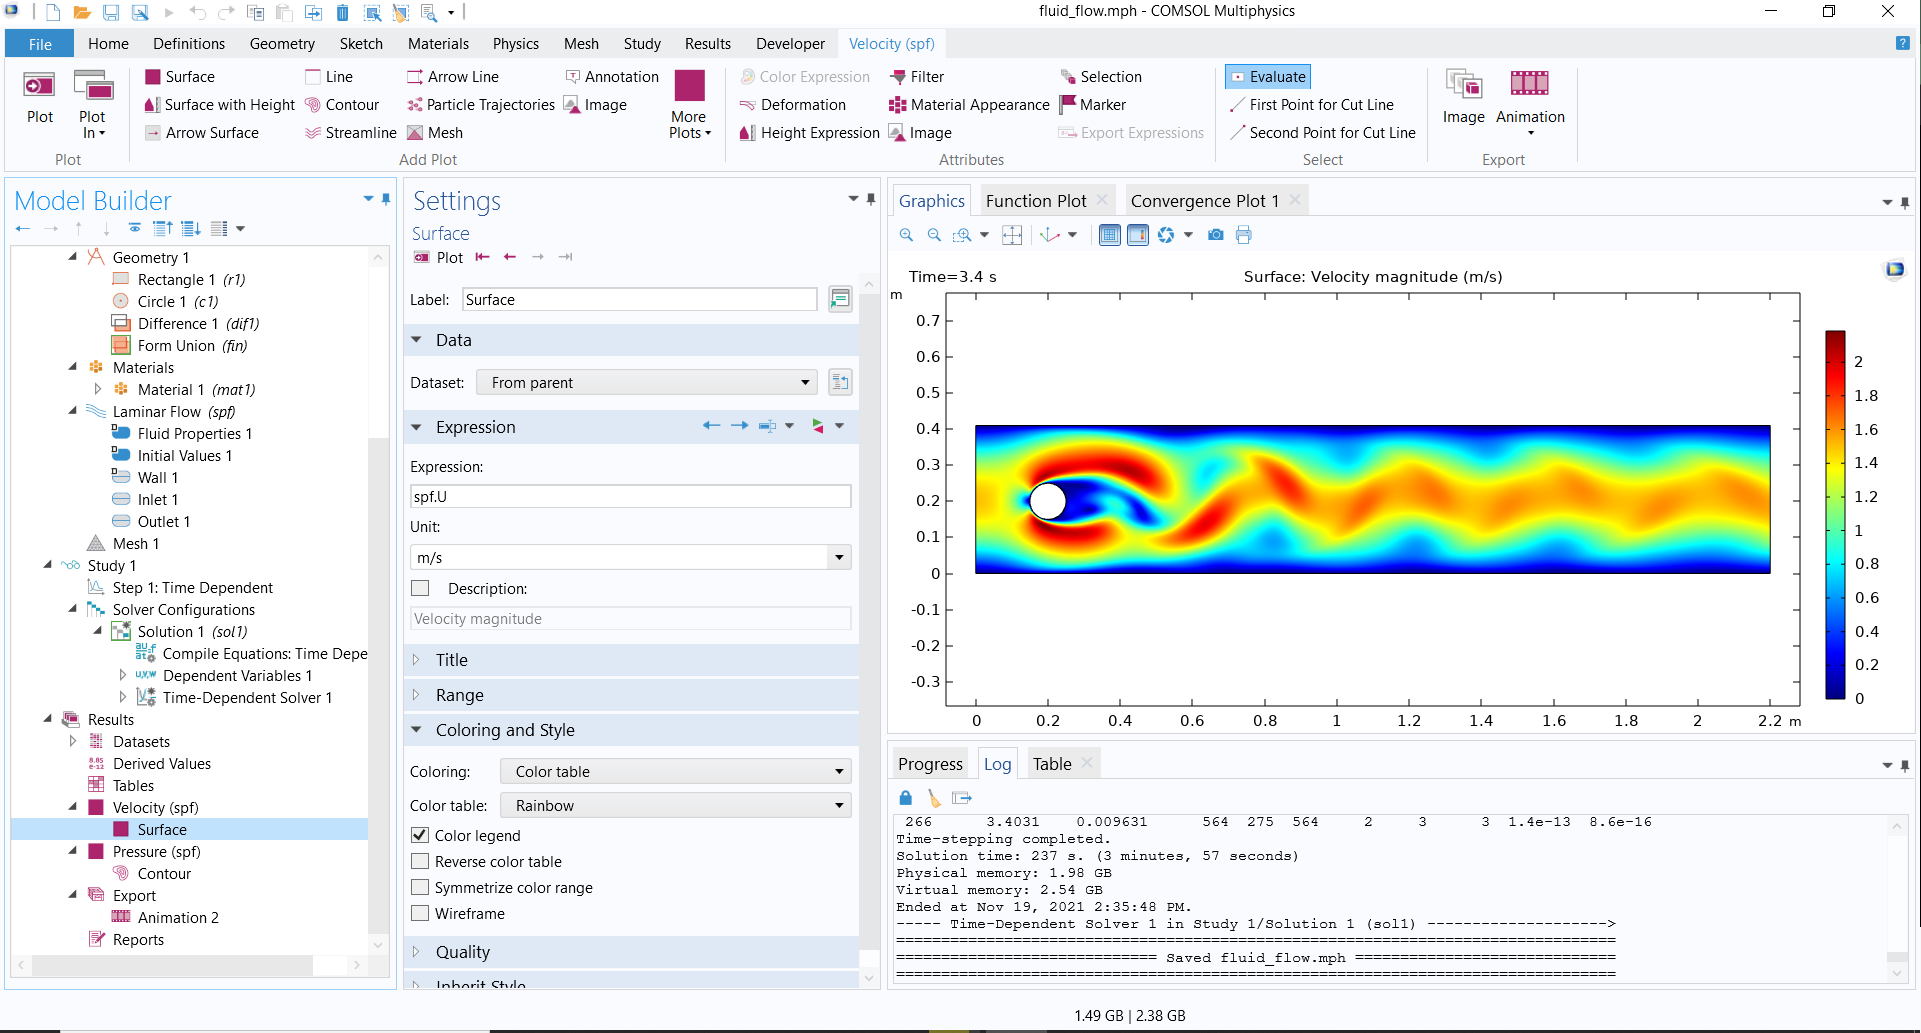 fluid_flow.mph - COMSOL Multiphysics
File Home Definitions Geometry Sketch Materials Physics Mesh Study Results Developer Velocity (spf)
Plot
Plot In
Plot
Surface
Surface with Height
Arrow Surface
Line
Contour
Streamline
Arrow Line
Particle Trajectories
Mesh
Annotation
Image
More Plots
Add Plot
Color Expression
Deformation
Height Expression
Filter
Material Appearance
Image
Selection
Marker
Export Expressions
Attributes
Evaluate
First Point for Cut Line
Second Point for Cut Line
Select
Image
Animation
Export
Model Builder
Geometry 1
Rectangle 1 (r1)
Circle 1 (c1)
Difference 1 (dif1)
Form Union (fin)
Materials
Material 1 (mat1)
Laminar Flow (spf)
Fluid Properties 1
Initial Values 1
Wall 1
Inlet 1
Outlet 1
Mesh 1
Study 1
Step 1: Time Dependent
Solver Configurations
Solution 1 (sol1)
Compile Equations: Time Depe
Dependent Variables 1
Time-Dependent Solver 1
Results
Datasets
Derived Values
Tables
Velocity (spf)
Surface
Pressure (spf)
Contour
Export
Animation 2
Reports
Settings
Surface
Plot
Label: Surface
Data
Dataset: From parent
Expression
Expression:
spf.U
Unit:
m/s
Description:
Velocity magnitude
Title
Range
Coloring and Style
Coloring: Color table
Color table: Rainbow
Color legend
Reverse color table
Symmetrize color range
Wireframe
Quality
Inherit Style
Graphics Function Plot Convergence Plot 1
Time=3.4 s Surface: Velocity magnitude (m/s)
m
0.7
0.6
0.5
0.4
0.3
0.2
0.1
0
-0.1
-0.2
-0.3
0 0.2 0.4 0.6 0.8 1 1.2 1.4 1.6 1.8 2 2.2 m
2
1.8
1.6
1.4
1.2
1
0.8
0.6
0.4
0.2
0
Progress Log Table
266 3.4031 0.009631 564 275 564 2 3 3 1.4e-13 8.6e-16
Time-stepping completed.
Solution time: 237 s. (3 minutes, 57 seconds)
Physical memory: 1.98 GB
Virtual memory: 2.54 GB
Ended at Nov 19, 2021 2:35:48 PM.
----- Time-Dependent Solver 1 in Study 1/Solution 1 (sol1) --------------------->
================================================================================
============================= Saved fluid_flow.mph =============================
================================================================================
1.49 GB | 2.38 GB